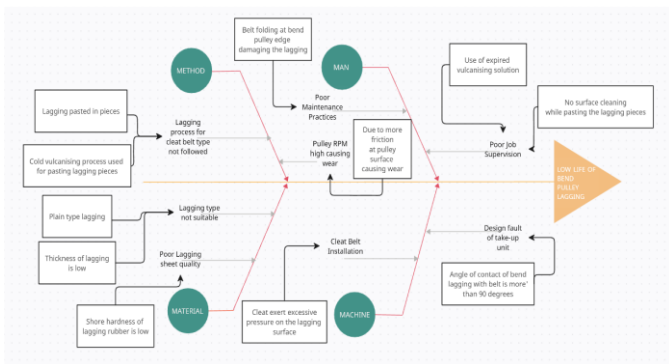 Belt folding at bend
pulley edge
damaging the lagging
METHOD
MAN
Use of expired
vulcanising solution
Lagging pasted in pieces
Lagging
process for
cleat belt type
not followed
Cold vulcanising process used
for pasting lagging pieces
Poor
Maintenance
Practices
Pulley RPM
high causing
wear
Due to more
friction
at pulley
surface
causing wear
No surface cleaning
while pasting the lagging pieces
Poor Job
Supervision
LOW LIFE OF
BEND
PULLEY
LAGGING
Plain type lagging
Lagging type
not suitable
Thickness of lagging
is low
Poor Lagging
sheet quality
Shore hardness of
lagging rubber is low
MATERIAL
Cleat Belt
Installation
Cleat exert excessive
pressure on the lagging
surface
MACHINE
Design fault
of take-up
unit
Angle of contact of bend
lagging with belt is more
than 90 degrees